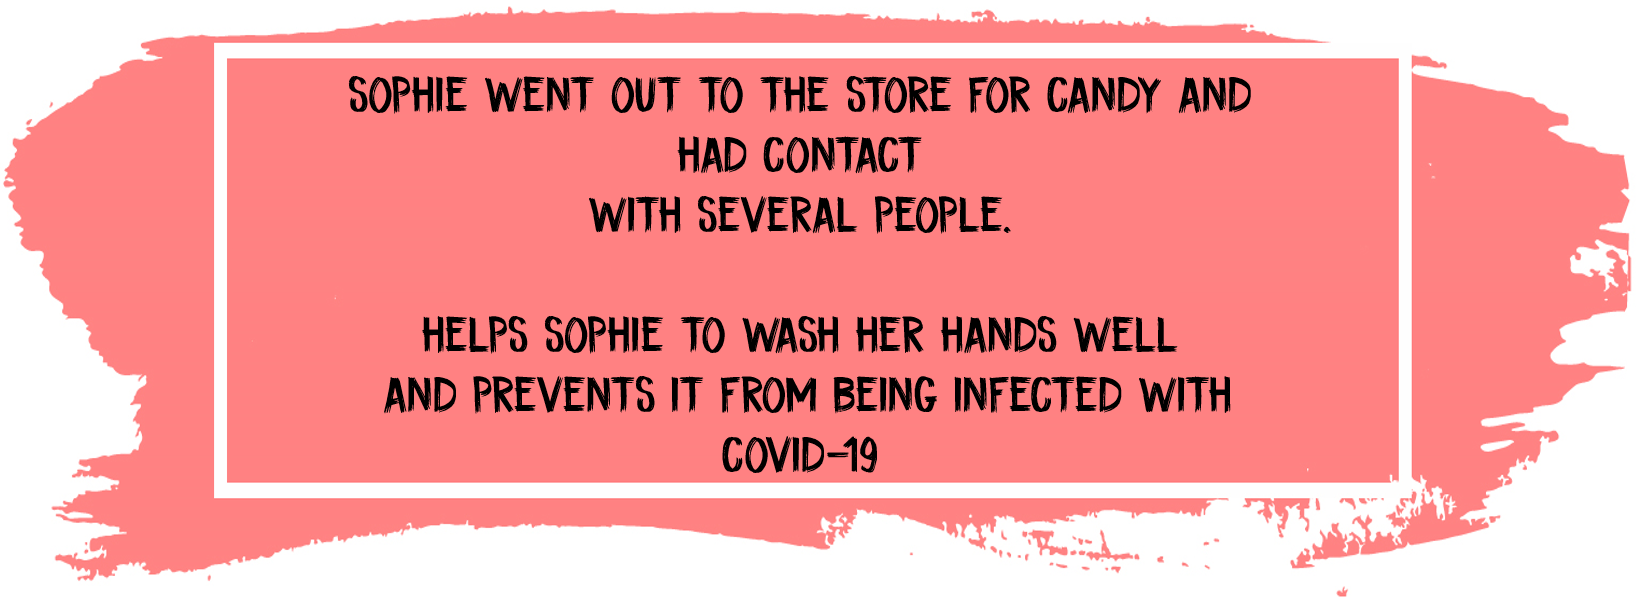 SOPHIE WENT OUT TO THE STORE FOR CANDY AND
HAD CONTACT
WITH SEVERAL PEOPLE.
HELPS SOPHIE TO WASH HER HANDS WELL
AND PREVENTS IT FROM BEING INFECTED WITH
COVID-19